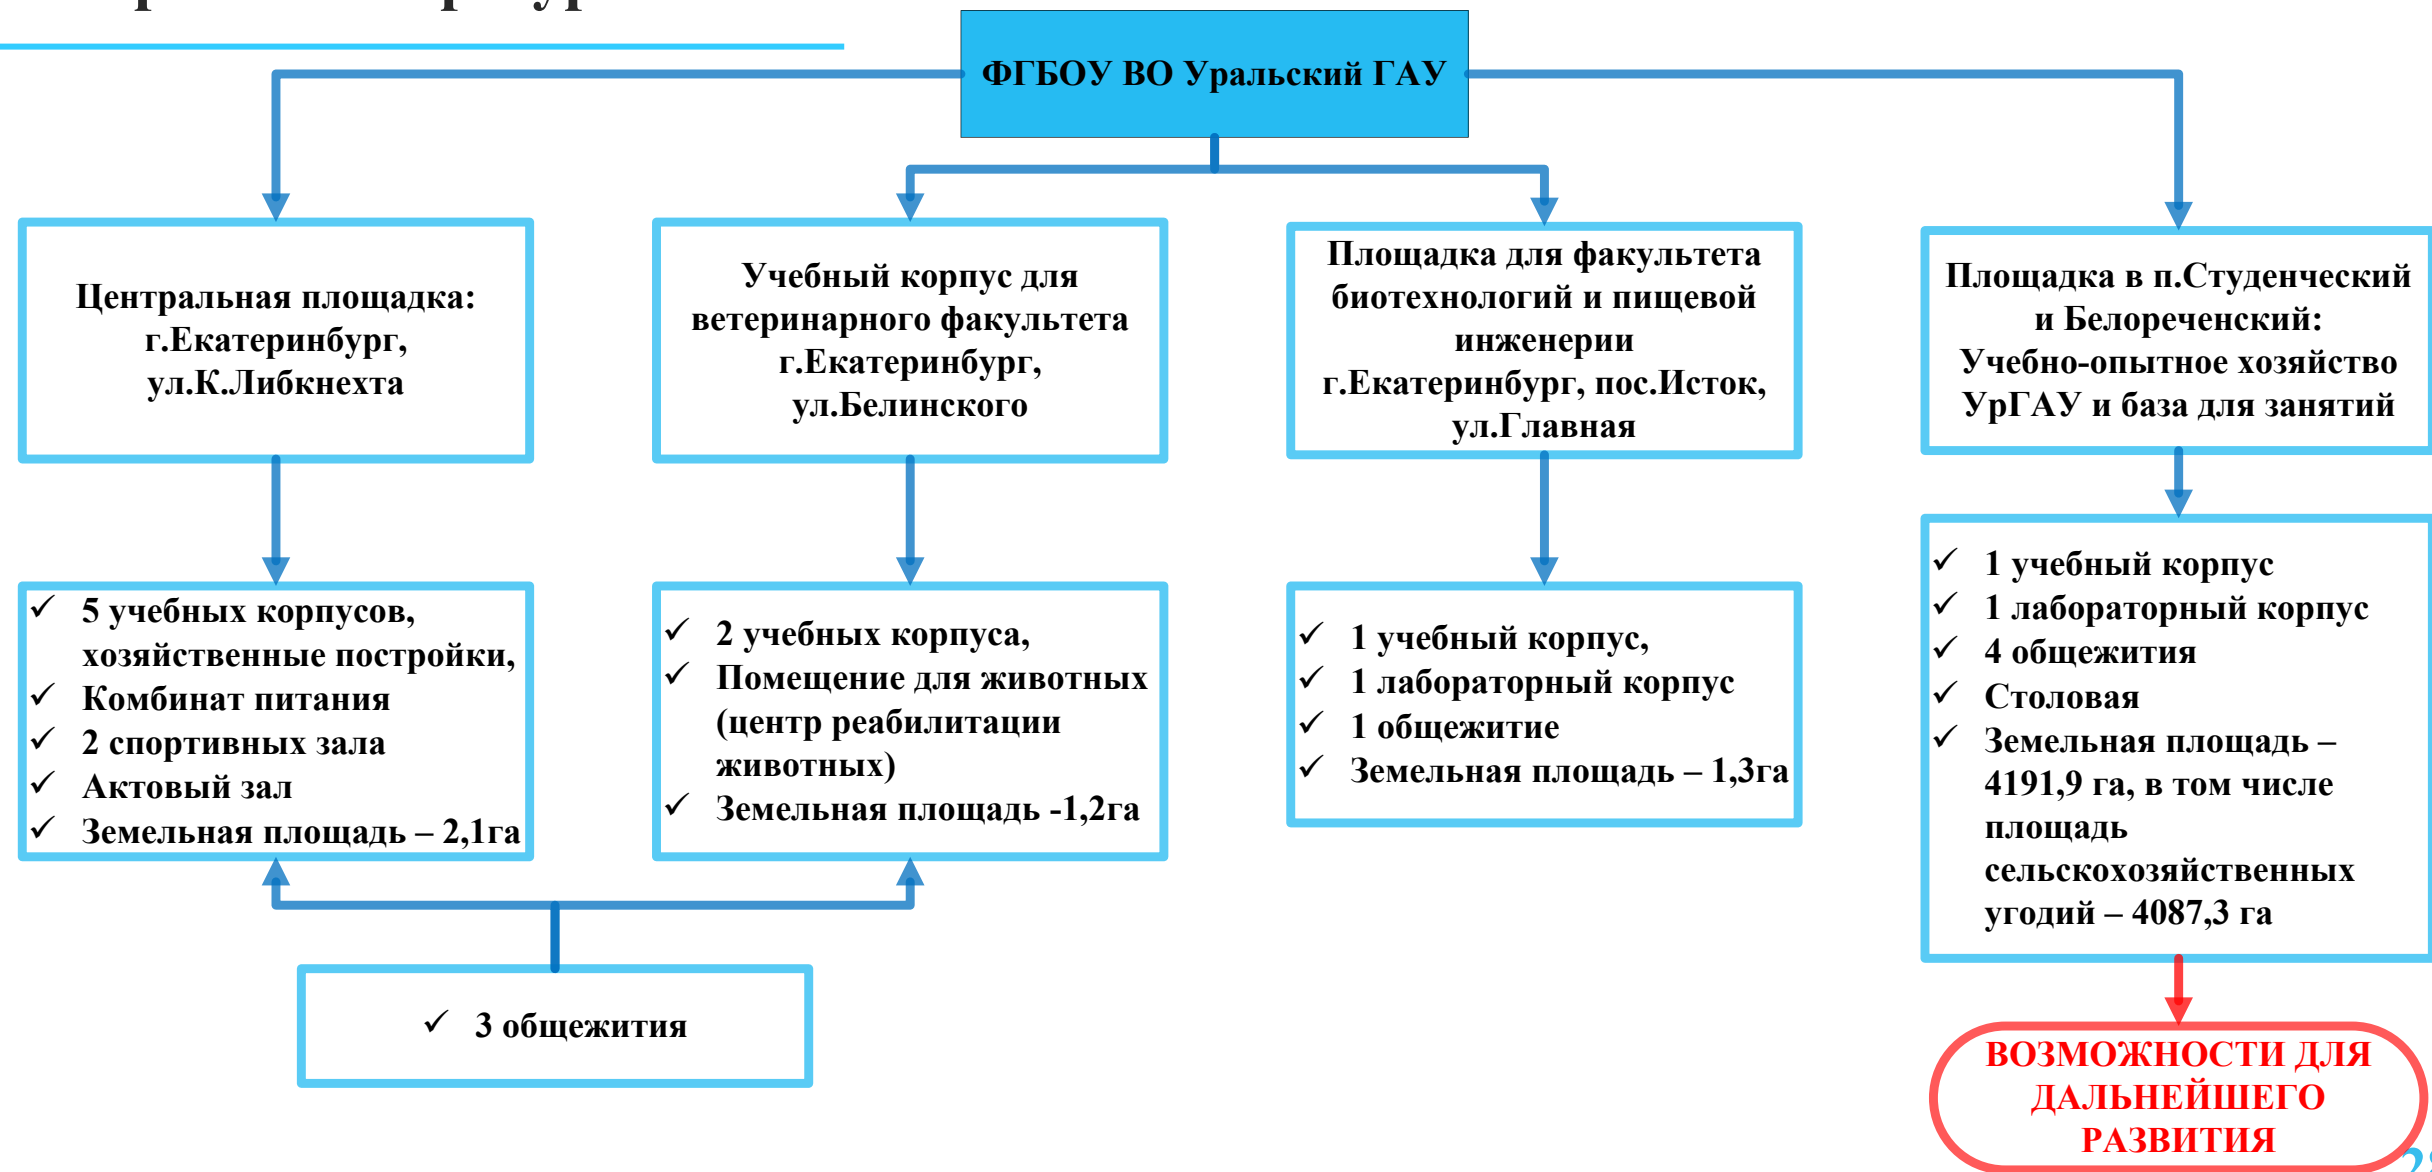 ФГБОУ ВО Уральский ГАУ
Центральная площадка:
г.Екатеринбург,
ул.К.Либкнехта
Учебный корпус для
ветеринарного факультета
г.Екатеринбург,
ул.Белинского
Площадка для факультета
биотехнологий и пищевой
инженерии
г.Екатеринбург, пос.Исток,
ул.Главная
Площадка в п.Студенческий
и Белореченский:
Учебно-опытное хозяйство
УрГАУ и база для занятий
✓ 5 учебных корпусов,
хозяйственные постройки,
✓ Комбинат питания
✓ 2 спортивных зала
✓ Актовый зал
✓ Земельная площадь – 2,1га
✓ 2 учебных корпуса,
✓ Помещение для животных
(центр реабилитации
животных)
✓ Земельная площадь -1,2га
✓ 1 учебный корпус,
✓ 1 лабораторный корпус
✓ 1 общежитие
✓ Земельная площадь – 1,3га
✓ 1 учебный корпус
✓ 1 лабораторный корпус
✓ 4 общежития
✓ Столовая
✓ Земельная площадь –
4191,9 га, в том числе
площадь
сельскохозяйственных
угодий – 4087,3 га
✓ 3 общежития
ВОЗМОЖНОСТИ ДЛЯ
ДАЛЬНЕЙШЕГО
РАЗВИТИЯ